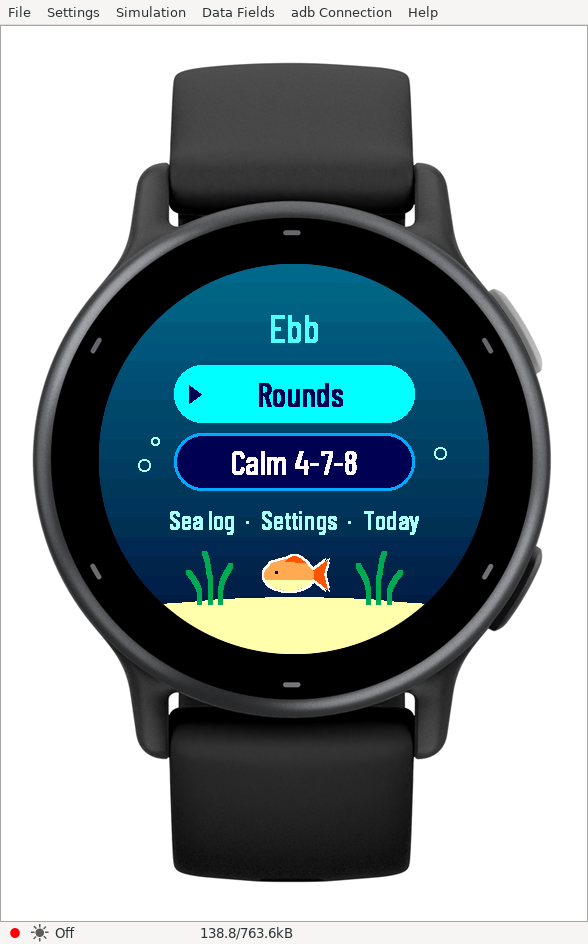 File Settings Simulation Data Fields adb Connection Help
Ebb
Rounds
Calm 4-7-8
Sea log · Settings · Today
Off 138.8/763.6kB